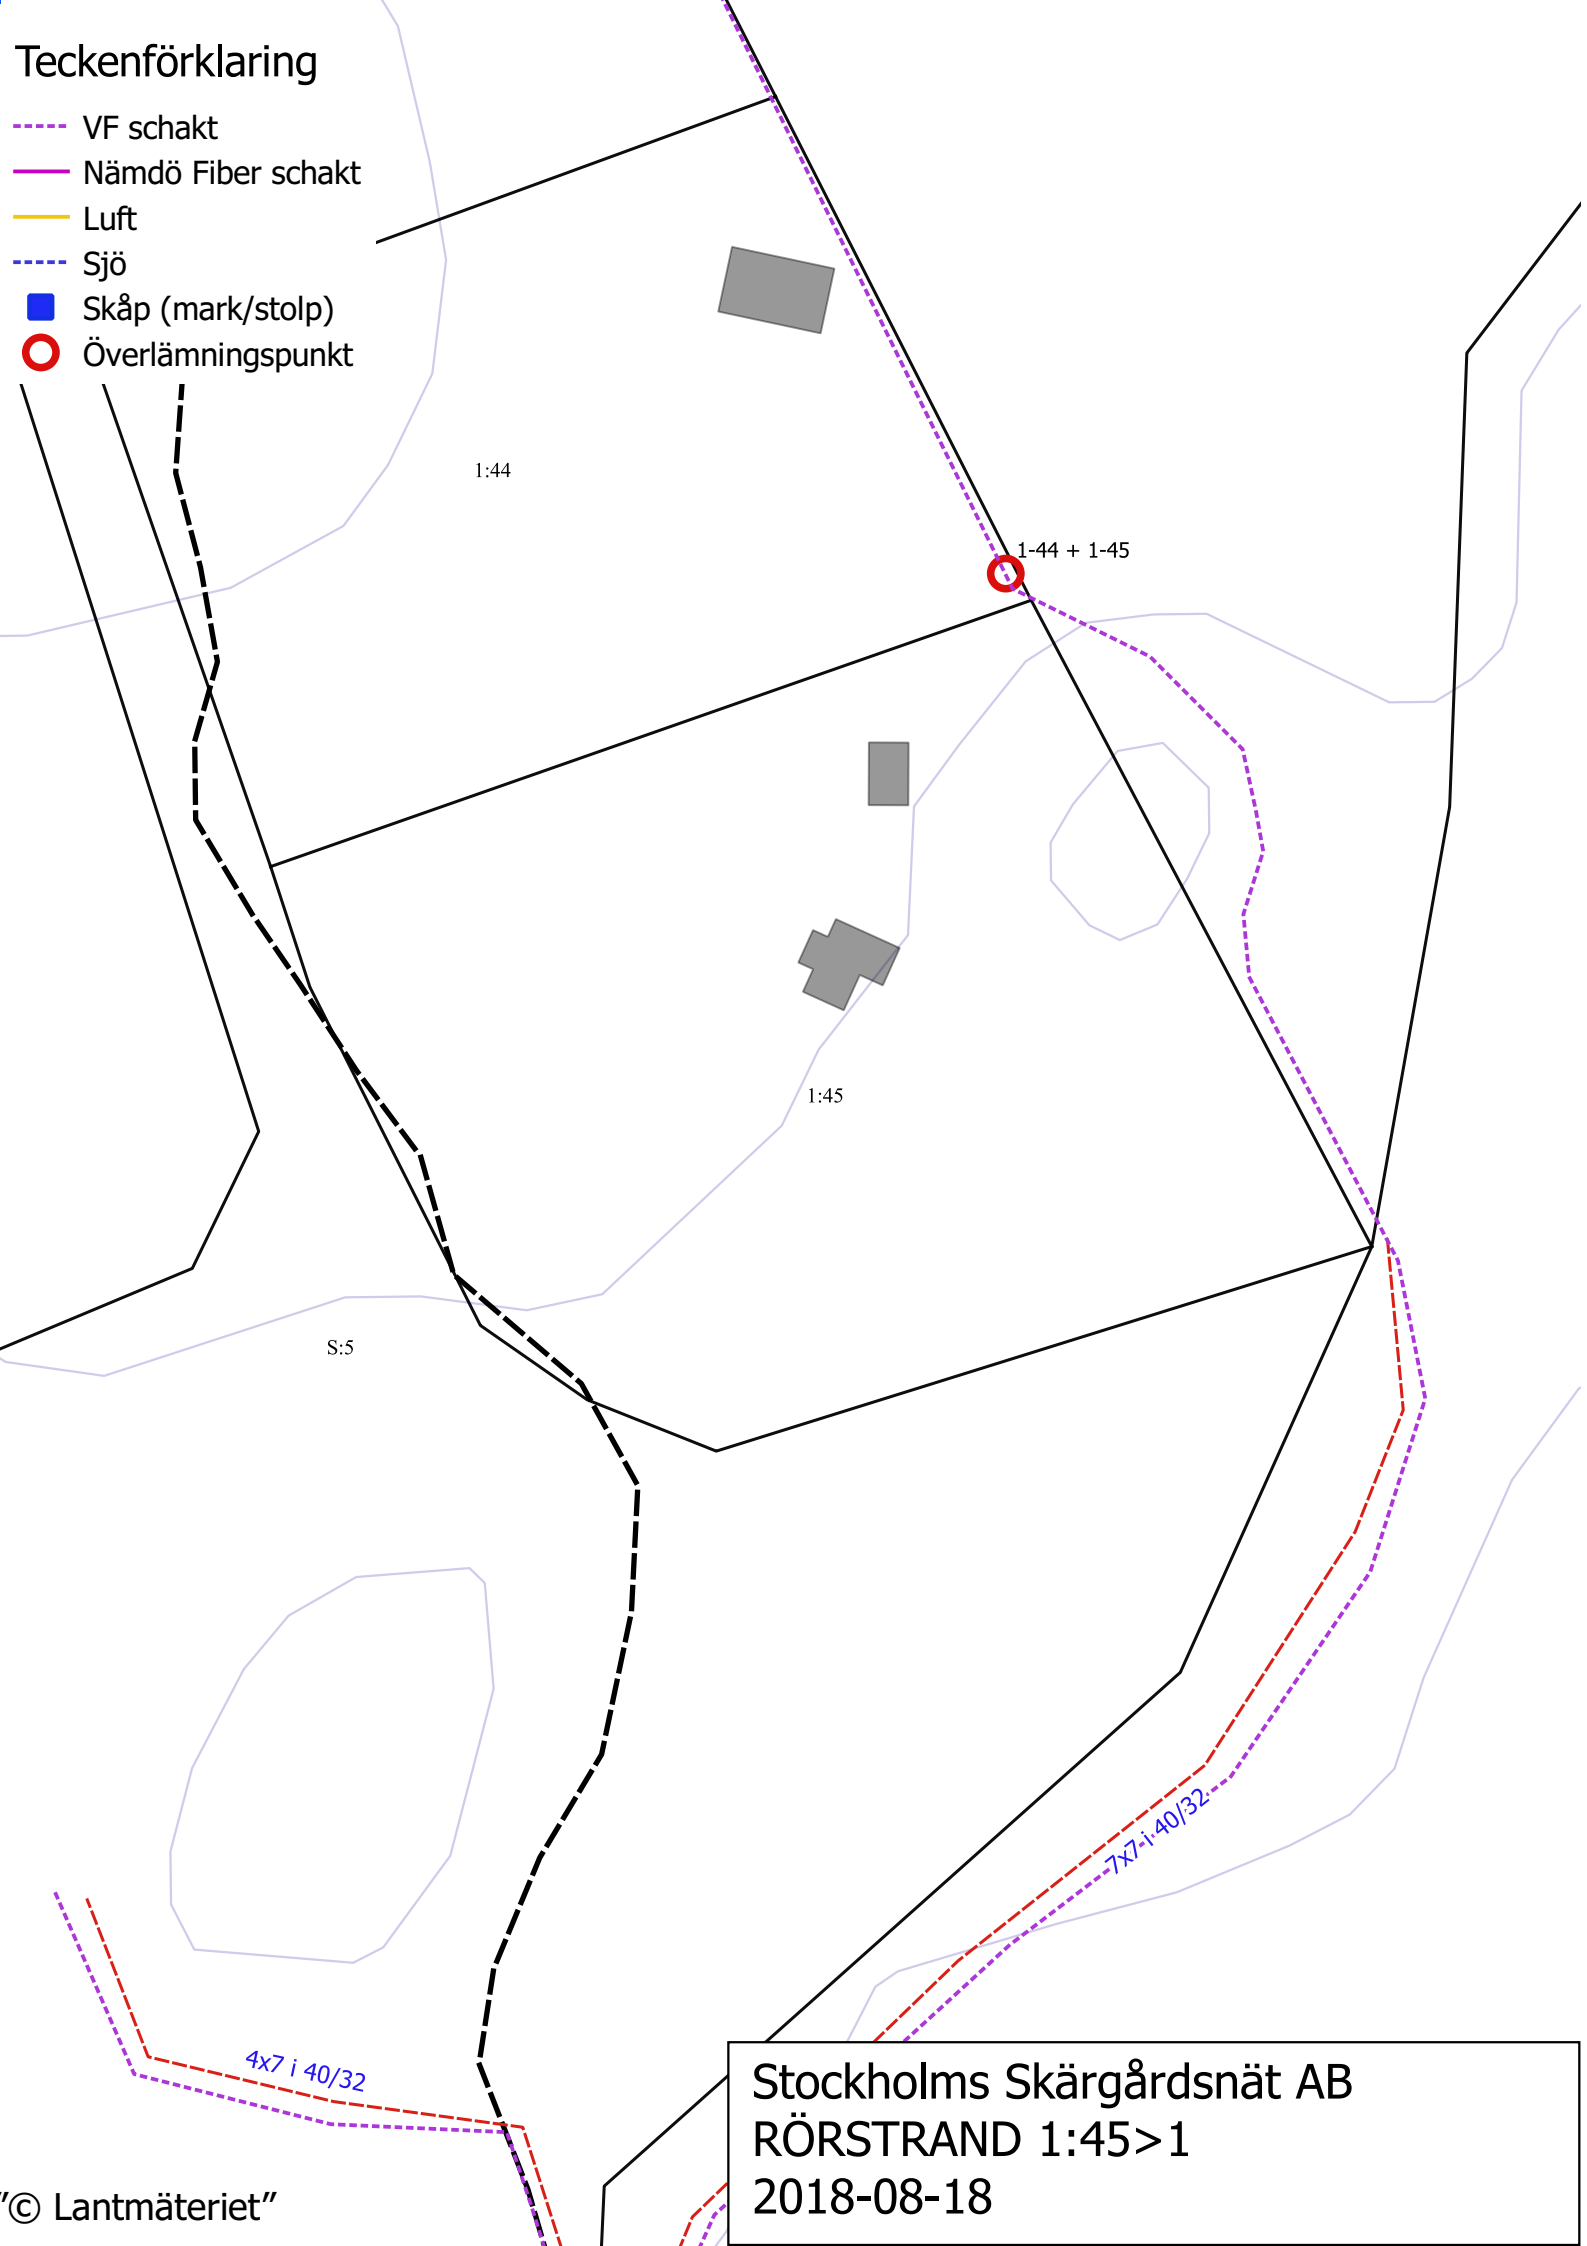 Teckenförklaring
VF schakt
Nämdö Fiber schakt
Luft
Sjö
Skåp (mark/stolp)
Överlämningspunkt
1:44
1-44 + 1-45
1:45
S:5
7x7 i 40/32
4x7 i 40/32
Stockholms Skärgårdsnät AB
RÖRSTRAND 1:45>1
2018-08-18
"© Lantmäteriet"